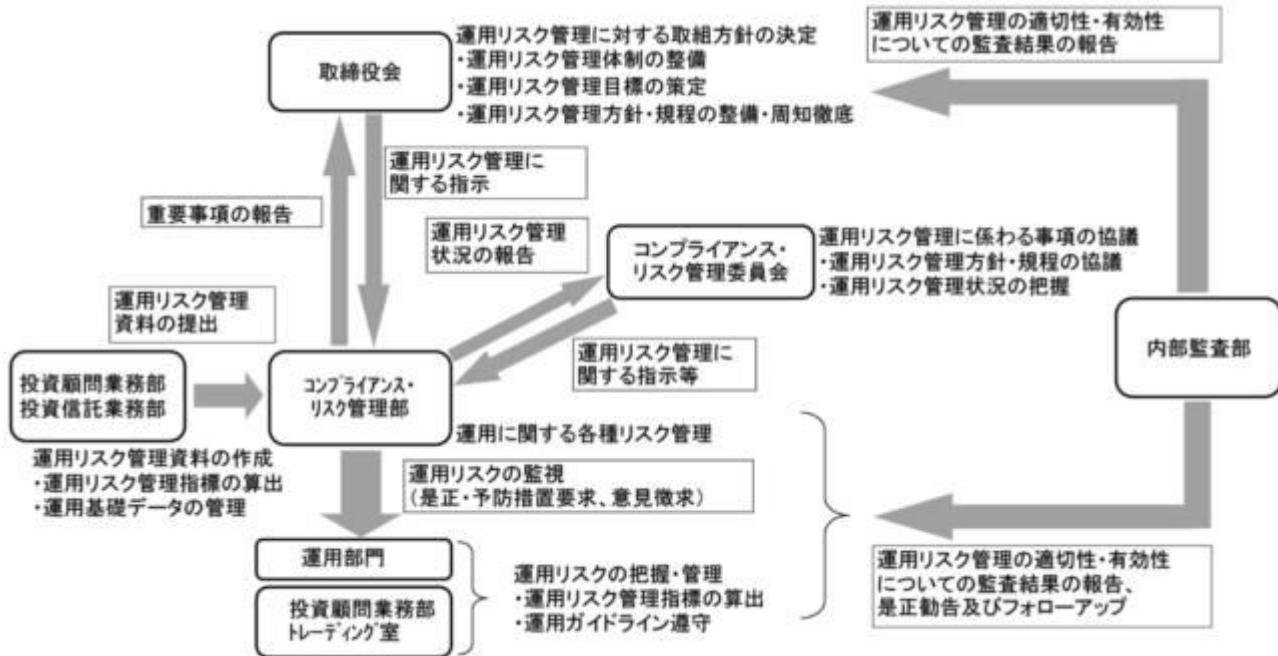 取締役会
運用リスク管理に対する取組方針の決定
・運用リスク管理体制の整備
・運用リスク管理目標の策定
・運用リスク管理方針・規程の整備・周知徹底
運用リスク管理の適切性・有効性
についての監査結果の報告
運用リスク管理に
関する指示
重要事項の報告
運用リスク管理
状況の報告
コンプライアンス・
リスク管理委員会
運用リスク管理に係わる事項の協議
・運用リスク管理方針・規程の協議
・運用リスク管理状況の把握
運用リスク管理
資料の提出
運用リスク管理に
関する指示等
内部監査部
投資顧問業務部
投資信託業務部
コンプライアンス・
リスク管理部
運用リスク管理資料の作成
・運用リスク管理指標の算出
・運用基礎データの管理
運用に関する各種リスク管理
運用リスクの監視
(是正・予防措置要求、意見徴求)
運用部門
投資顧問業務部
トレーディング室
運用リスクの把握・管理
・運用リスク管理指標の算出
・運用ガイドライン遵守
運用リスク管理の適切性・有効性
についての監査結果の報告、
是正勧告及びフォローアップ